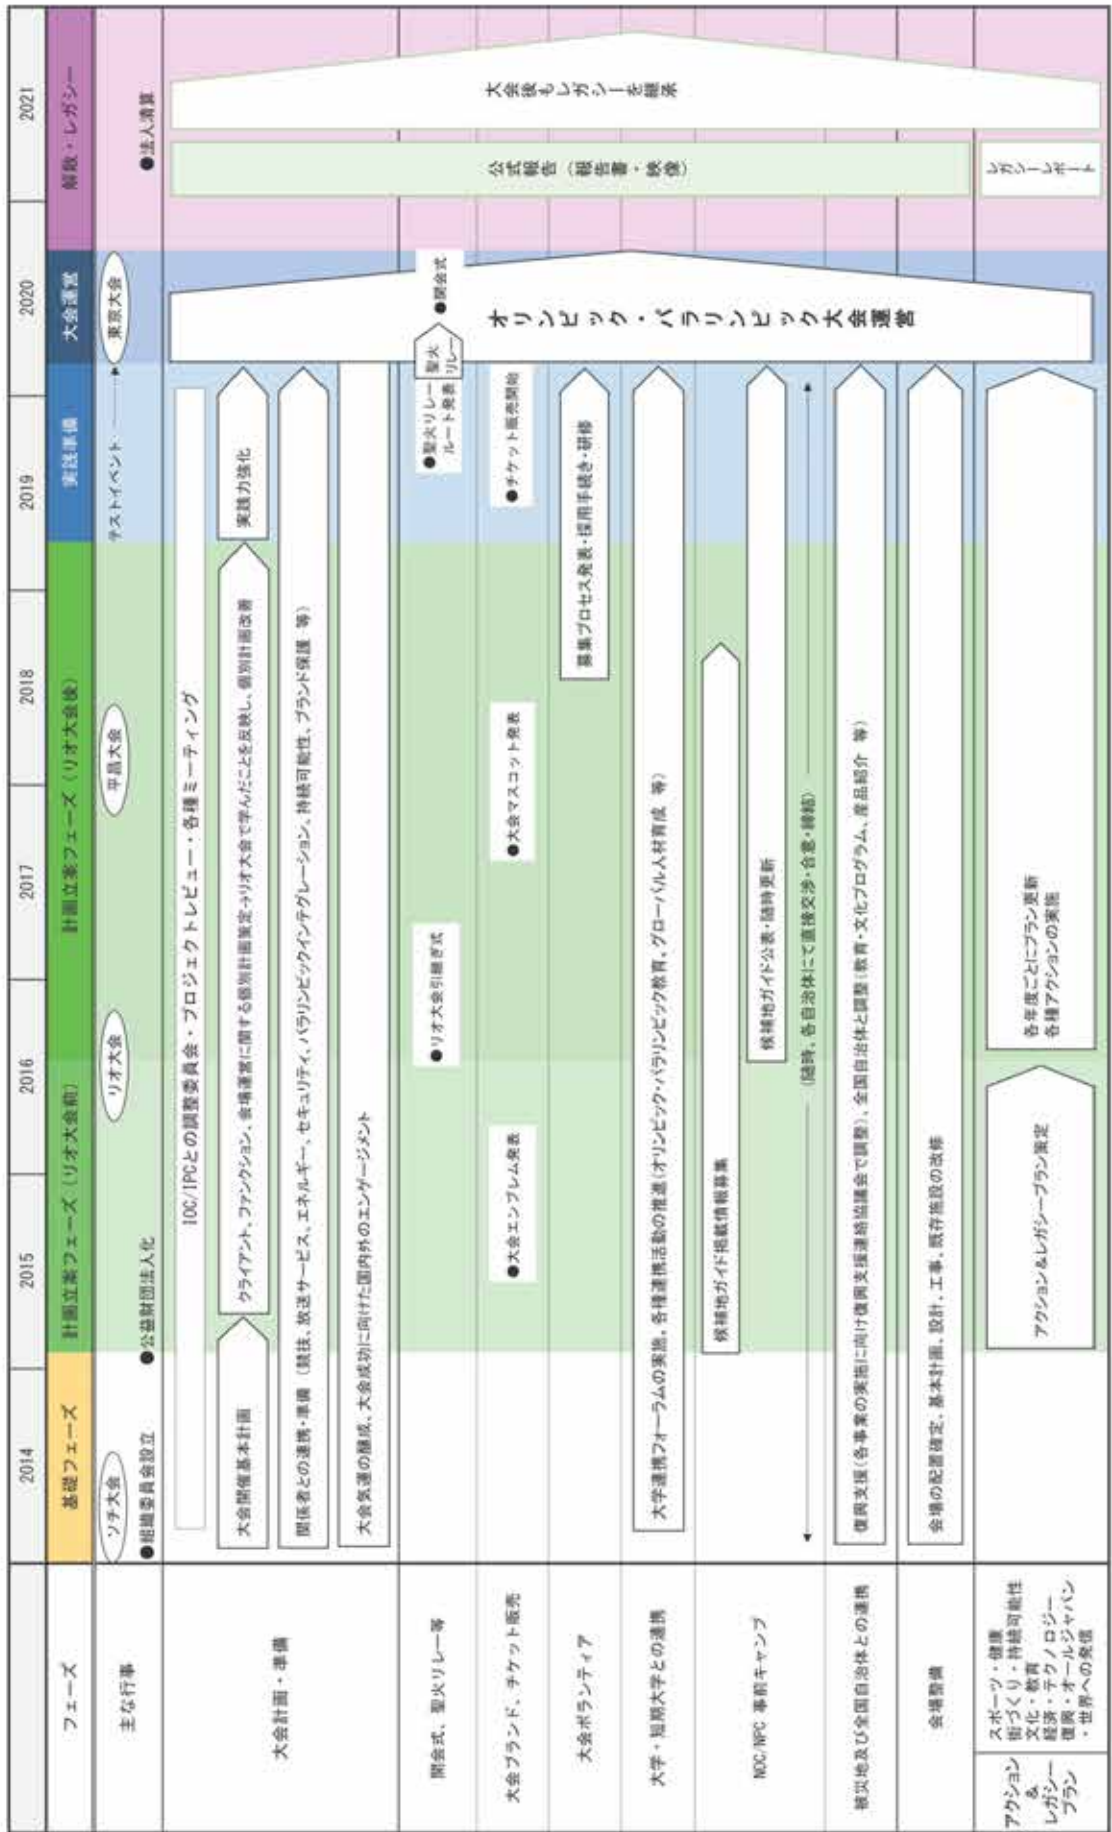 2014
2015
2016
2017
2018
2019
2020
2021
フェーズ
基礎フェーズ
計画立案フェーズ（リオ大会前）
計画立案フェーズ（リオ大会後）
実践準備
大会運営
解散・レガシー
主な行事
ソチ大会
リオ大会
平昌大会
テストイベント
東京大会
●組織委員会設立
●公益財団法人化
●法人清算
大会計画・準備
IOC/IPCとの調整委員会・プロジェクトレビュー・各種ミーティング
大会開催基本計画
クライアント、ファンクション、会場運営に関する個別計画策定→リオ大会で学んだことを反映し、個別計画改善
実践力強化
関係者との連携・準備（競技、放送サービス、エネルギー、セキュリティ、パラリンピックインテグレーション、持続可能性、ブランド保護 等）
大会気運の醸成、大会成功に向けた国内外のエンゲージメント
オリンピック・パラリンピック大会運営
公式報告（報告書・映像）
大会後もレガシーを継承
開会式、聖火リレー等
●リオ大会引継ぎ式
●聖火リレー
ルート発表
聖火
リレー
●開会式
大会ブランド、チケット販売
●大会エンブレム発表
●大会マスコット発表
●チケット販売開始
大会ボランティア
募集プロセス発表・採用手続き・研修
大学・短期大学との連携
大学連携フォーラムの実施、各種連携活動の推進（オリンピック・パラリンピック教育、グローバル人材育成 等）
NOC/NPC 事前キャンプ
候補地ガイド掲載情報募集
候補地ガイド公表・随時更新
（随時、各自治体にて直接交渉・合意・締結）
被災地及び全国自治体との連携
復興支援（各事業の実施に向け復興支援連絡協議会で調整）、全国自治体と調整（教育・文化プログラム、産品紹介 等）
会場整備
会場の配置確定、基本計画、設計、工事、既存施設の改修
アクション
&
レガシー
プラン
スポーツ・健康
街づくり・持続可能性
文化・教育
経済・テクノロジー
復興・オールジャパン
・世界への発信
アクション&レガシープラン策定
各年度ごとにプラン更新
各種アクションの実施
レガシーレポート